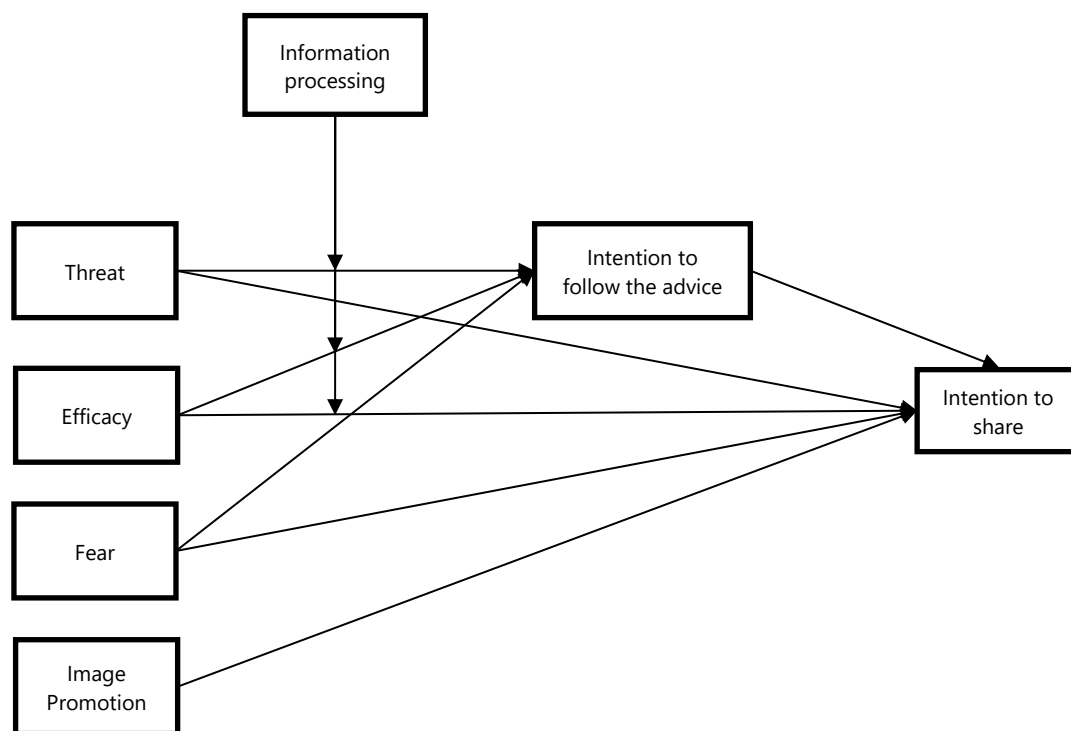 Information
processing
Threat
Intention to
follow the advice
Efficacy
Intention to
share
Fear
Image
Promotion